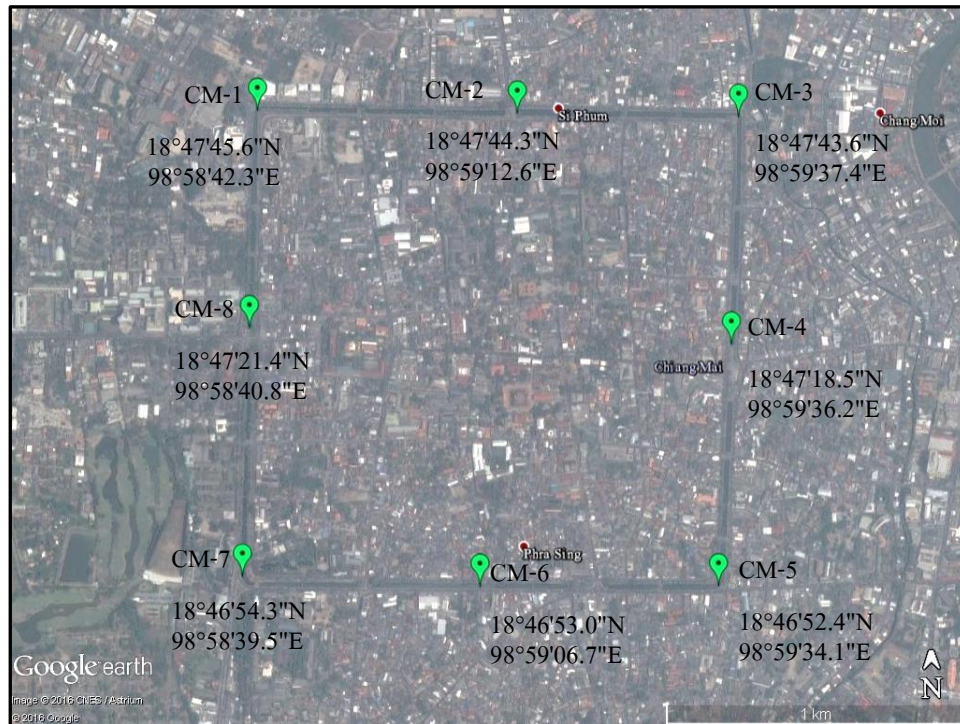 CM-1
18°47'45.6"N
98°58'42.3"E
CM-2
18°47'44.3"N
98°59'12.6"E
Si Phum
CM-3
18°47'43.6"N
98°59'37.4"E
Chang Moi
CM-8
18°47'21.4"N
98°58'40.8"E
CM-4
Chiang Mai
18°47'18.5"N
98°59'36.2"E
CM-7
18°46'54.3"N
98°58'39.5"E
Phra Sing
CM-6
18°46'53.0"N
98°59'06.7"E
CM-5
18°46'52.4"N
98°59'34.1"E
Google earth
Image © 2016 CNES / Astrium
© 2016 Google
N
1 km